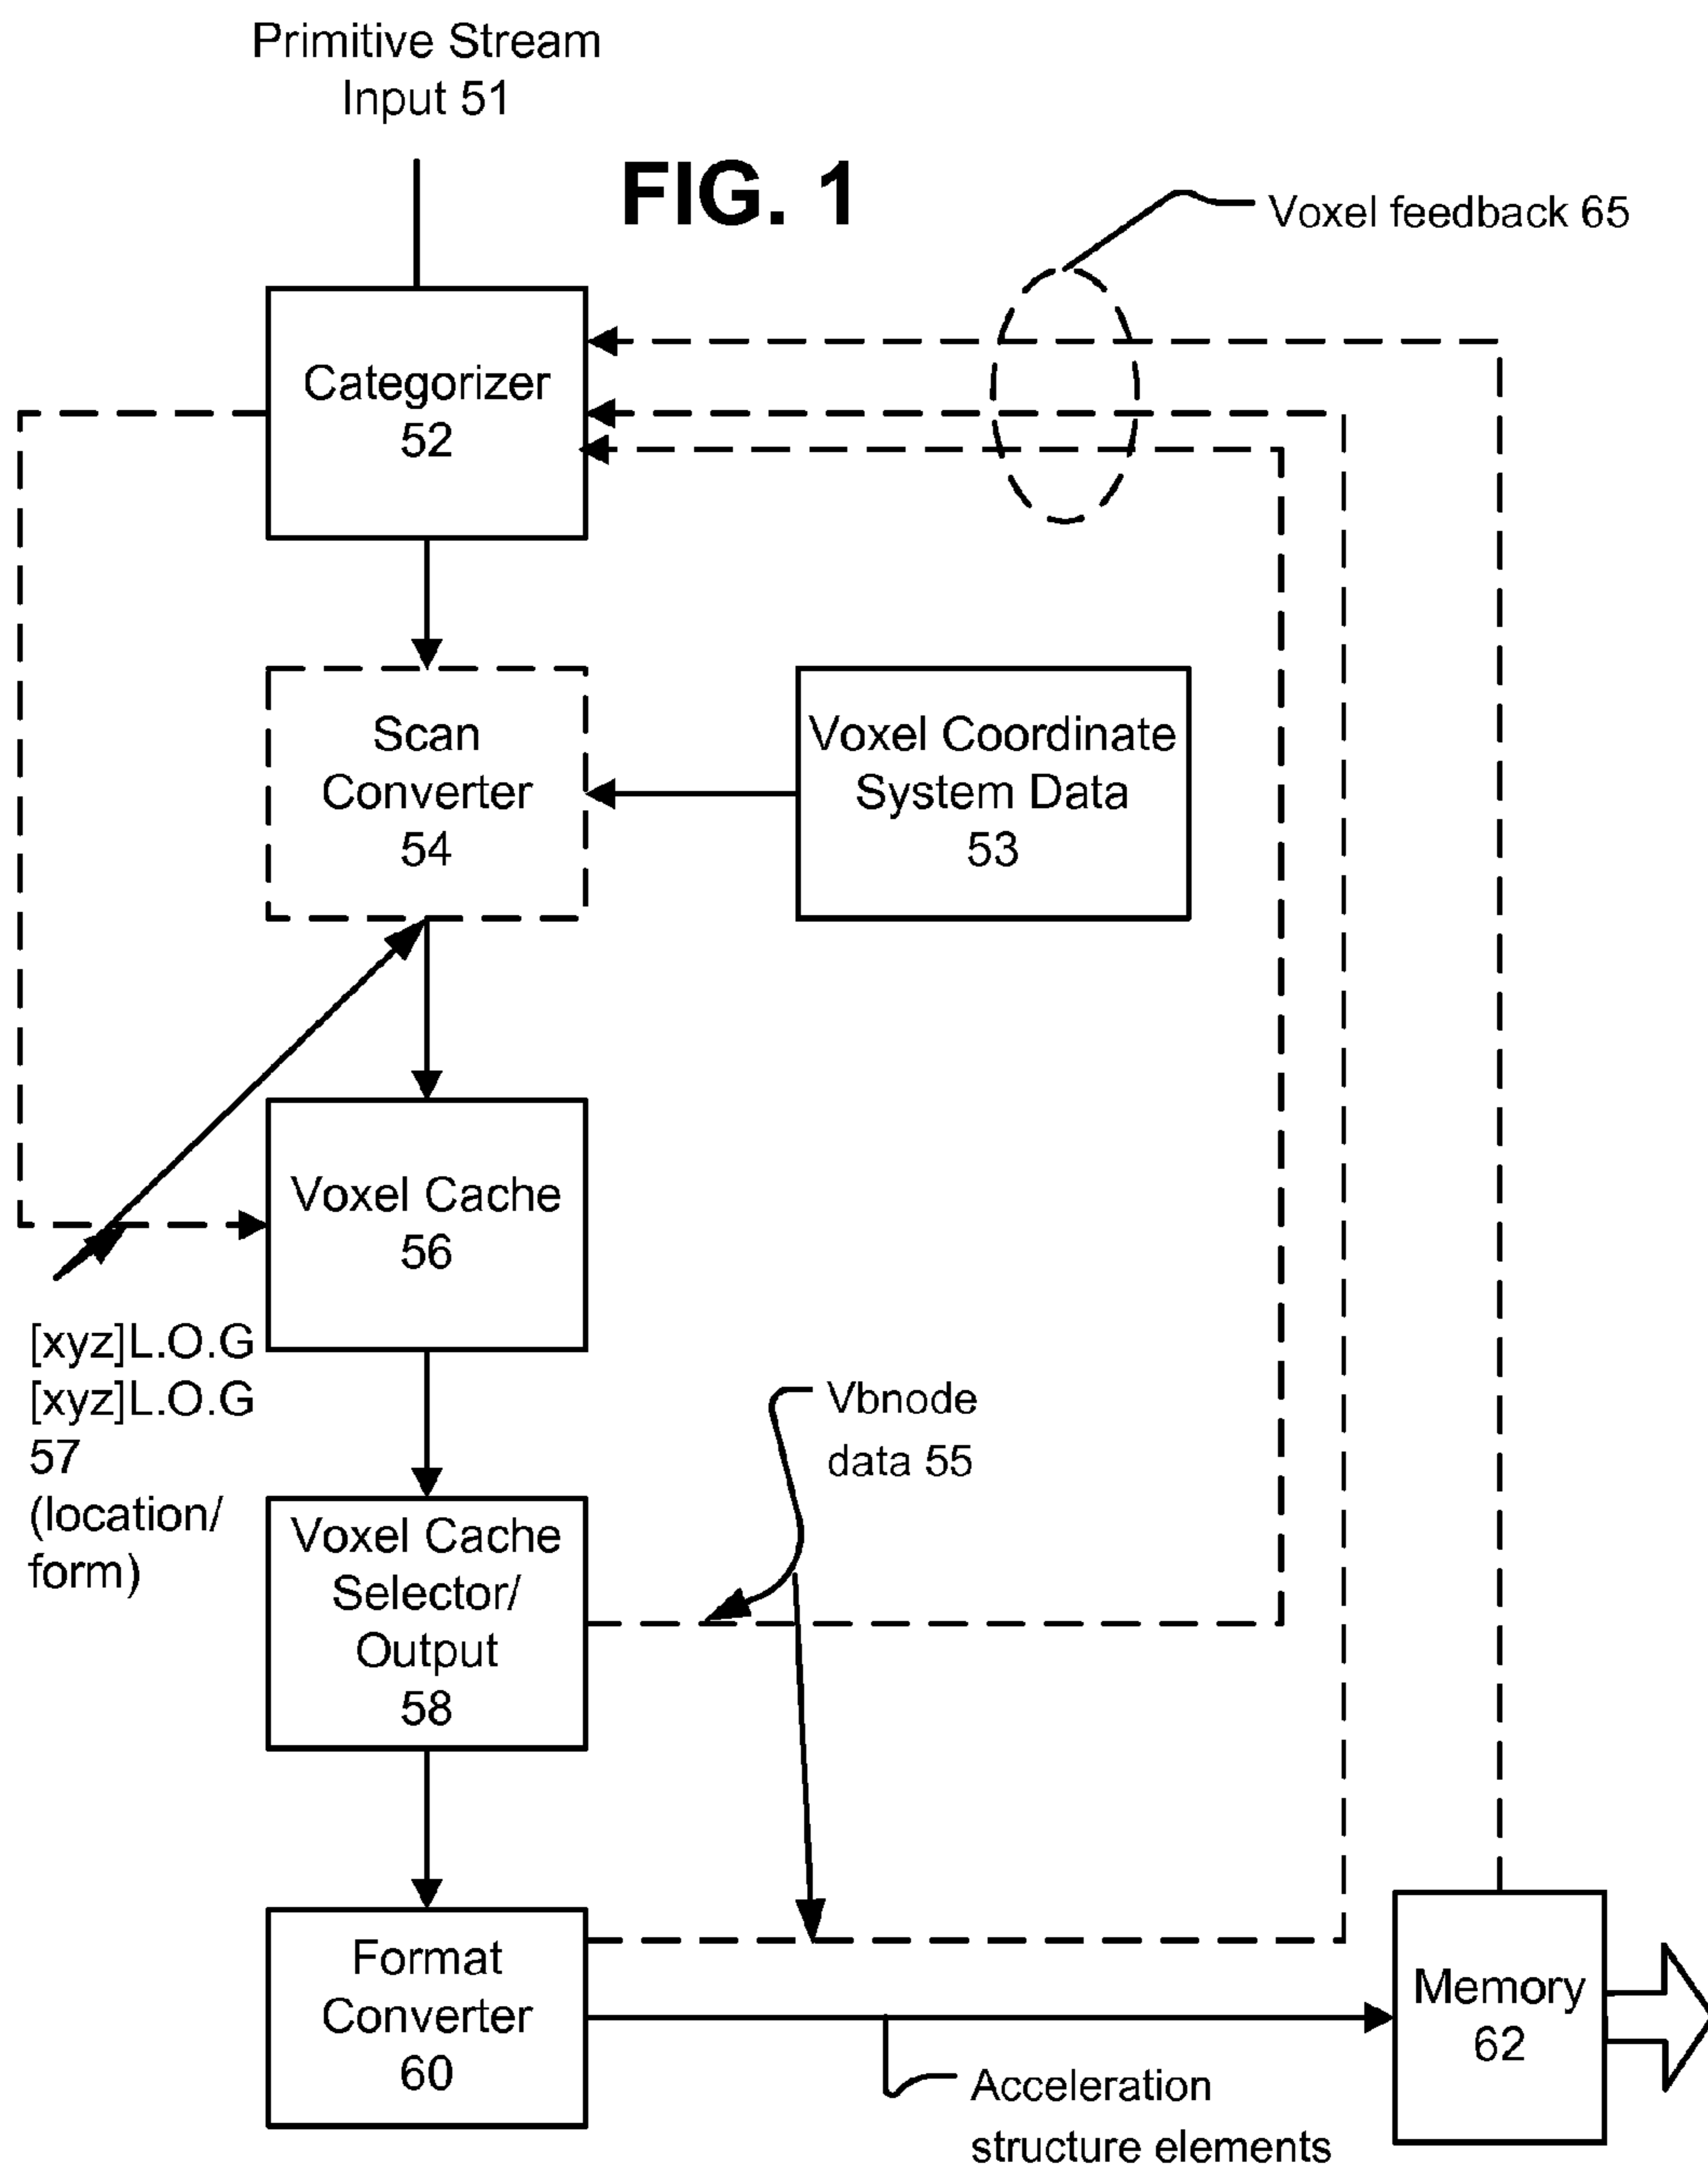 Primitive Stream
Input 51
FIG. 1
Voxel feedback 65
Categorizer
52
Scan
Converter
54
Voxel Coordinate
System Data
53
Voxel Cache
56
[xyz]L.O.G
[xyz]L.O.G
57
(location/
form)
Vbnode
data 55
Voxel Cache
Selector/
Output
58
Format
Converter
60
Memory
62
Acceleration
structure elements